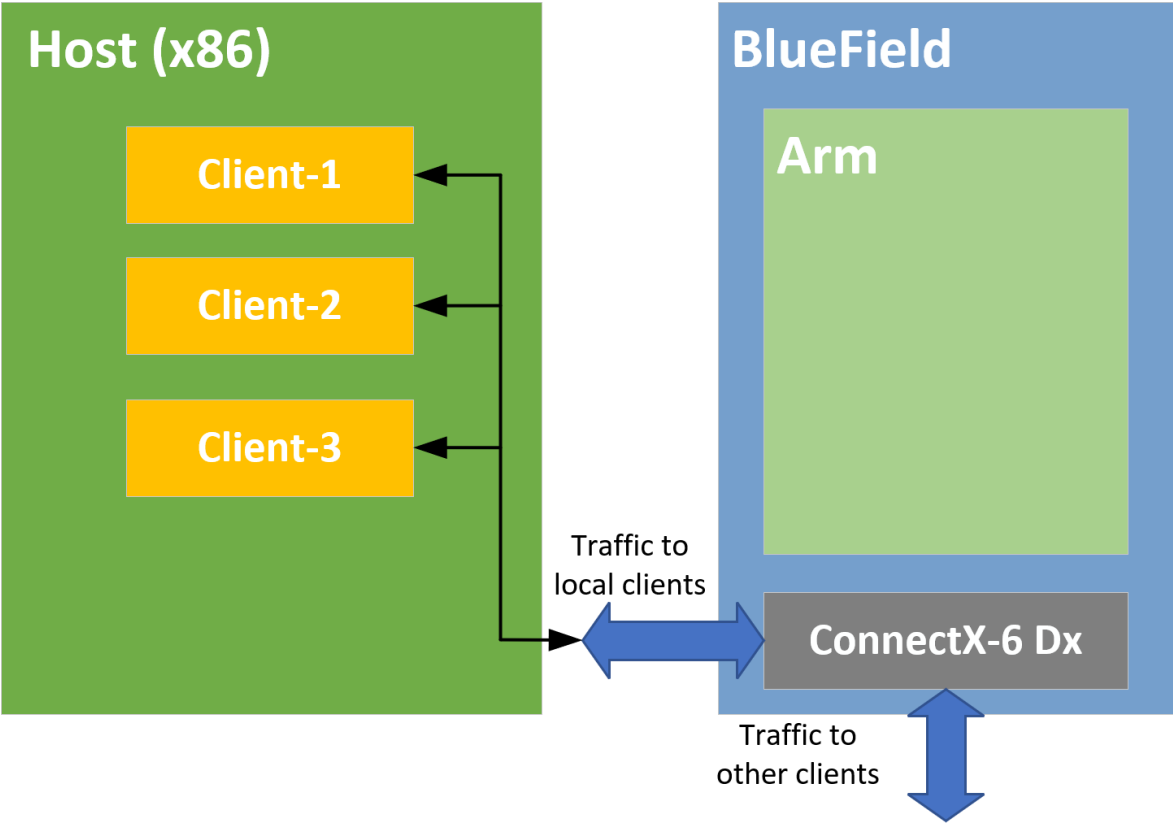 Host (x86)
Client-1
Client-2
Client-3
Traffic to
local clients
BlueField
Arm
ConnectX-6 Dx
Traffic to
other clients